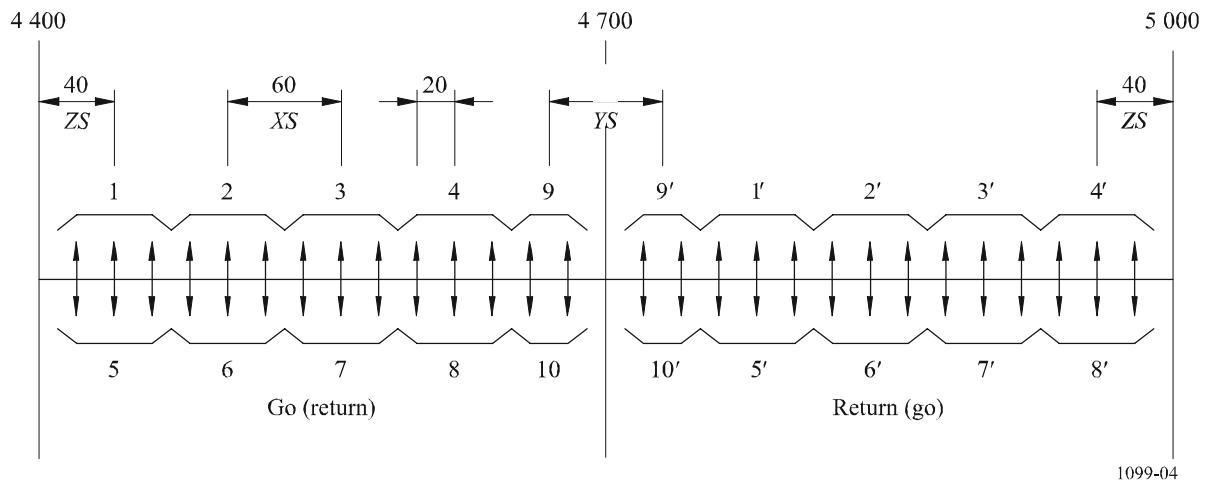 4 400 4 700 5 000
40 60 20 40
ZS XS YS ZS
1 2 3 4 9 9′ 1′ 2′ 3′ 4′
5 6 7 8 10 10′ 5′ 6′ 7′ 8′
Go (return) Return (go)
1099-04